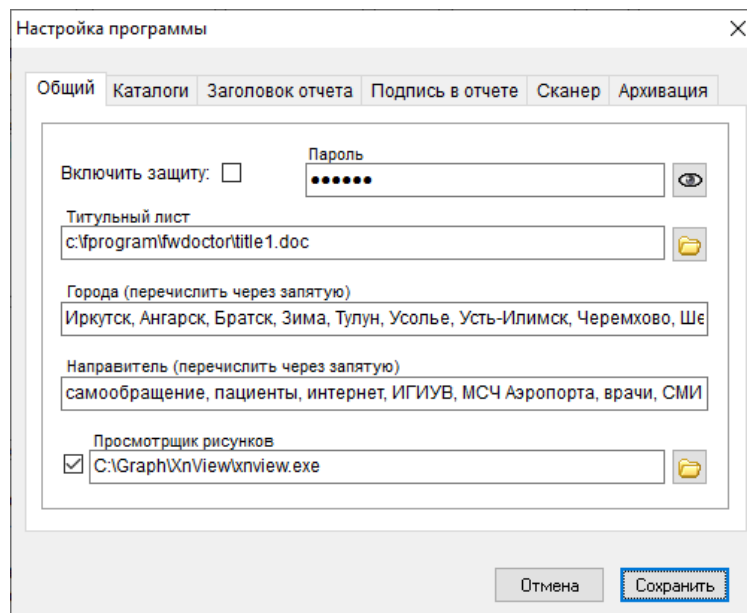 Настройка программы
Общий Каталоги Заголовок отчета Подпись в отчете Сканер Архивация
Пароль
Включить защиту: ••••••
Титульный лист
c:\fprogram\fwdoctor\title1.doc
Города (перечислить через запятую)
Иркутск, Ангарск, Братск, Зима, Тулун, Усолье, Усть-Илимск, Черемхово, Ше
Направитель (перечислить через запятую)
самообращение, пациенты, интернет, ИГИУВ, МСЧ Аэропорта, врачи, СМИ
Просмотрщик рисунков
C:\Graph\XnView\xnview.exe
Отмена Сохранить